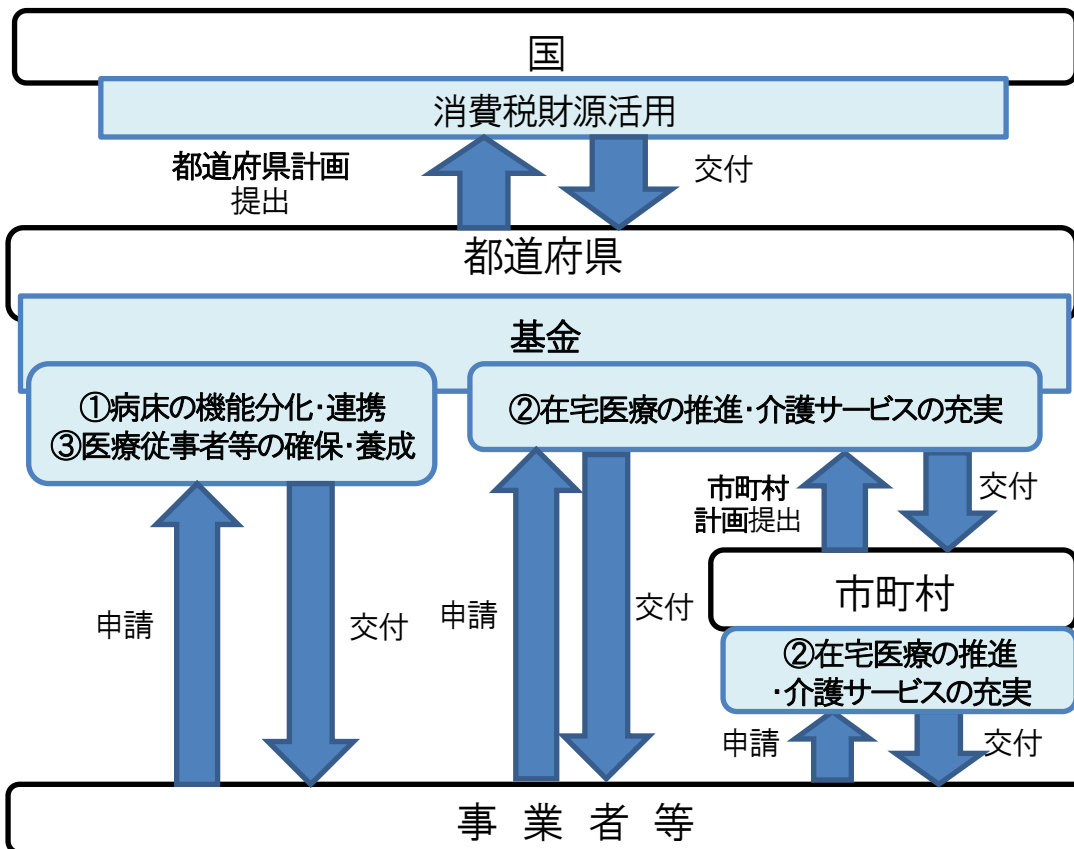 国
消費税財源活用
都道府県計画
提出
交付
都道府県
基金
①病床の機能分化・連携
③医療従事者等の確保・養成
②在宅医療の推進・介護サービスの充実
市町村
計画提出
交付
市町村
申請
交付
申請
交付
②在宅医療の推進
・介護サービスの充実
申請
交付
事業者等